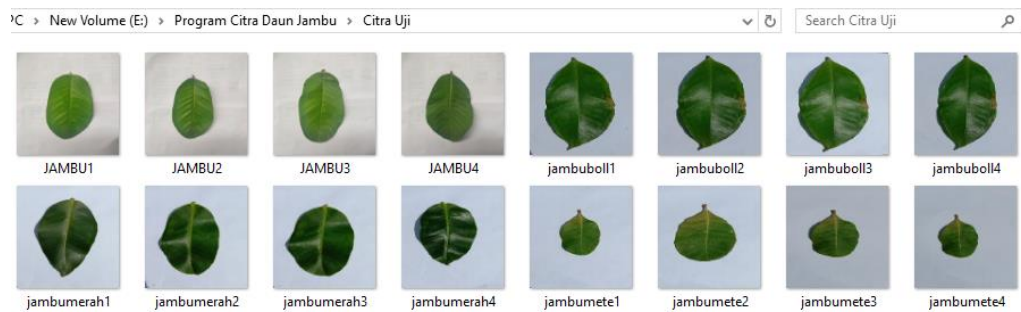 PC > New Volume (E:) > Program Citra Daun Jambu > Citra Uji Search Citra Uji
JAMBU1 JAMBU2 JAMBU3 JAMBU4 jambuboll1 jambuboll2 jambuboll3 jambuboll4
jambumerah1 jambumerah2 jambumerah3 jambumerah4 jambumete1 jambumete2 jambumete3 jambumete4